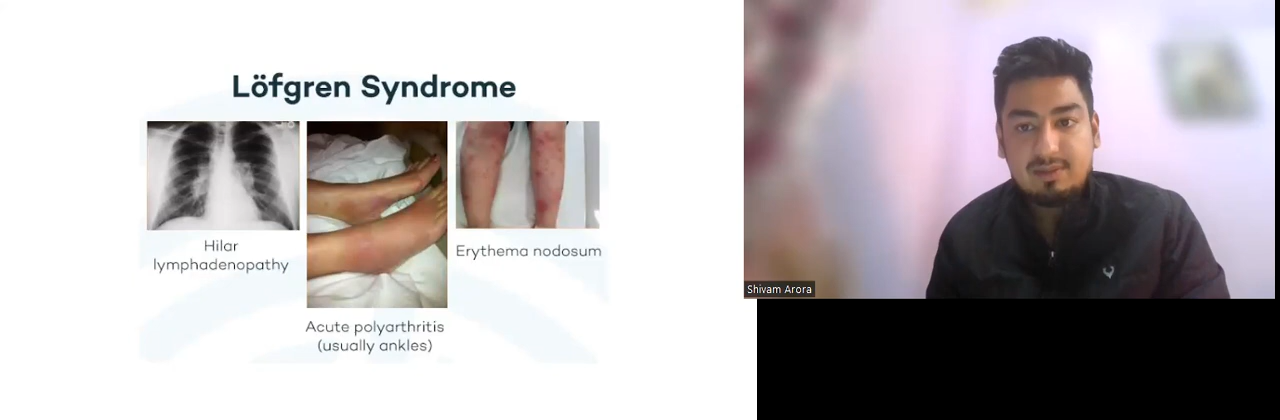 Löfgren Syndrome
Hilar
lymphadenopathy
Acute polyarthritis
(usually ankles)
Erythema nodosum
Shivam Arora